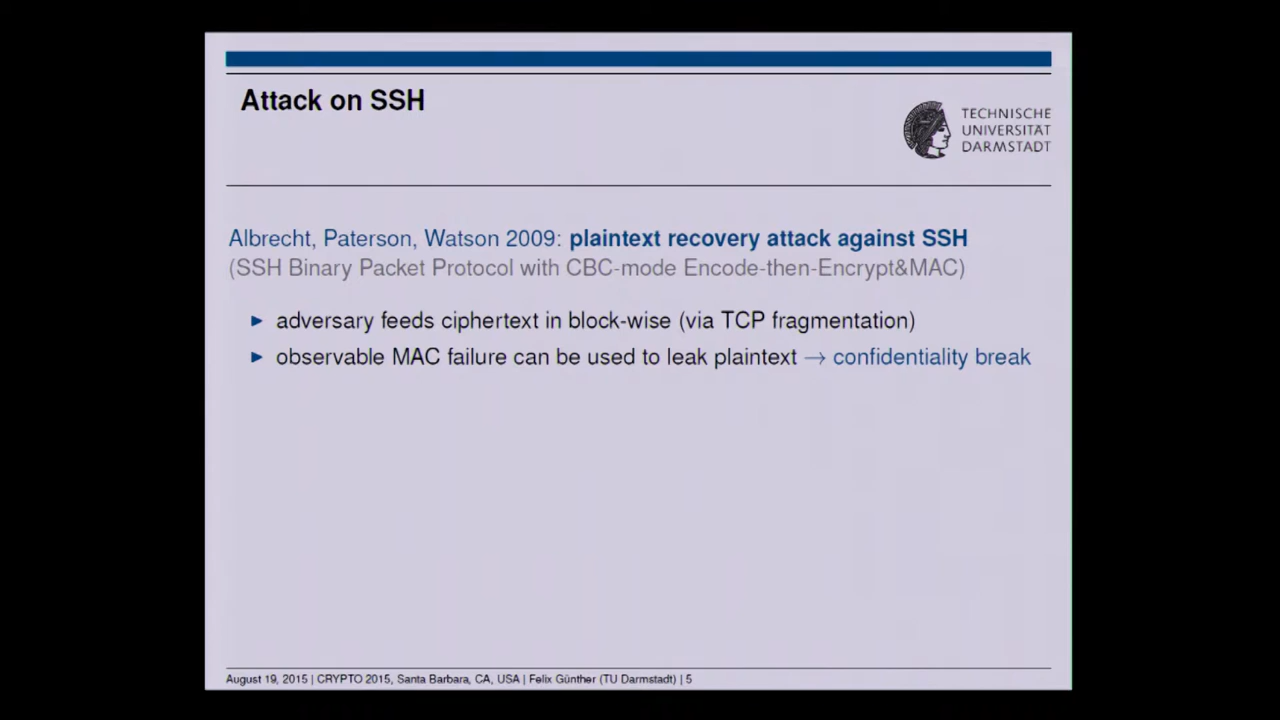 Attack on SSH
TECHNISCHE
UNIVERSITÄT
DARMSTADT
Albrecht, Paterson, Watson 2009: plaintext recovery attack against SSH
(SSH Binary Packet Protocol with CBC-mode Encode-then-Encrypt&MAC)
▶ adversary feeds ciphertext in block-wise (via TCP fragmentation)
▶ observable MAC failure can be used to leak plaintext → confidentiality break
August 19, 2015 | CRYPTO 2015, Santa Barbara, CA, USA | Felix Günther (TU Darmstadt) | 5